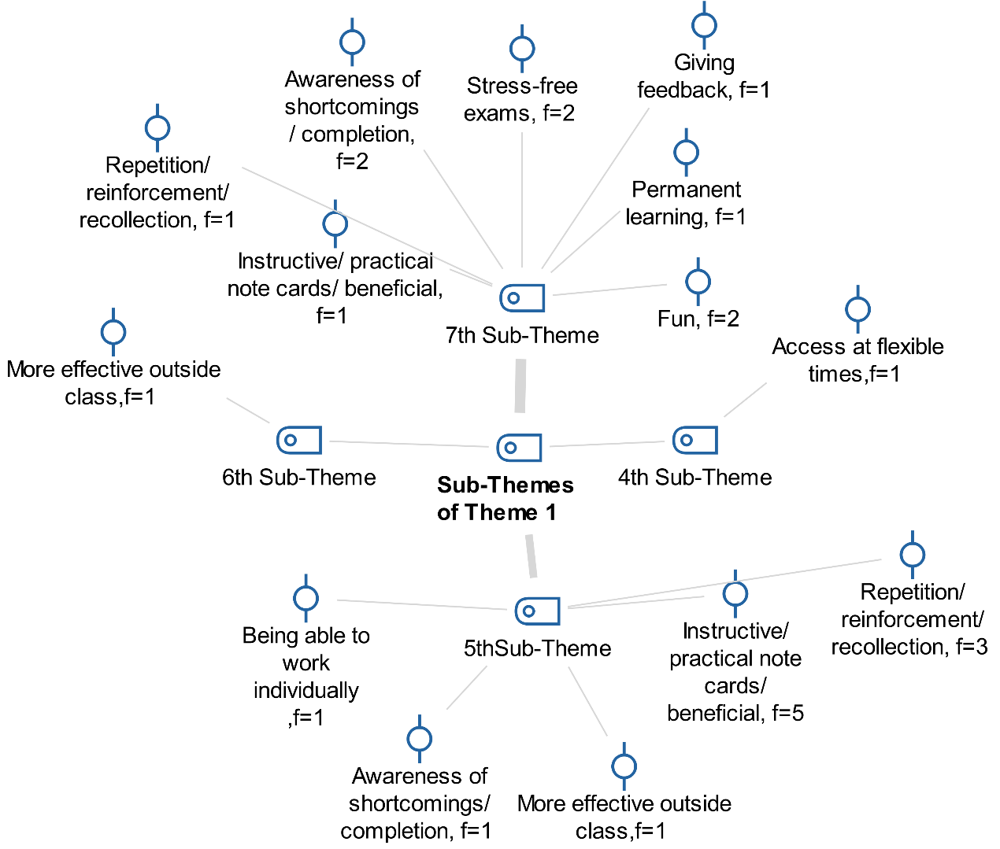 Giving
feedback, f=1
Awareness of
shortcomings
/ completion,
f=2
Stress-free
exams, f=2
Repetition/
reinforcement/
recollection, f=1
Permanent
learning, f=1
Instructive/ practical
note cards/ beneficial,
f=1
7th Sub-Theme
Fun, f=2
Access at flexible
times,f=1
More effective outside
class,f=1
6th Sub-Theme
Sub-Themes
of Theme 1
4th Sub-Theme
5thSub-Theme
Being able to
work
individually
,f=1
Instructive/
practical note
cards/
beneficial, f=5
Repetition/
reinforcement/
recollection, f=3
Awareness of
shortcomings/
completion, f=1
More effective outside
class,f=1